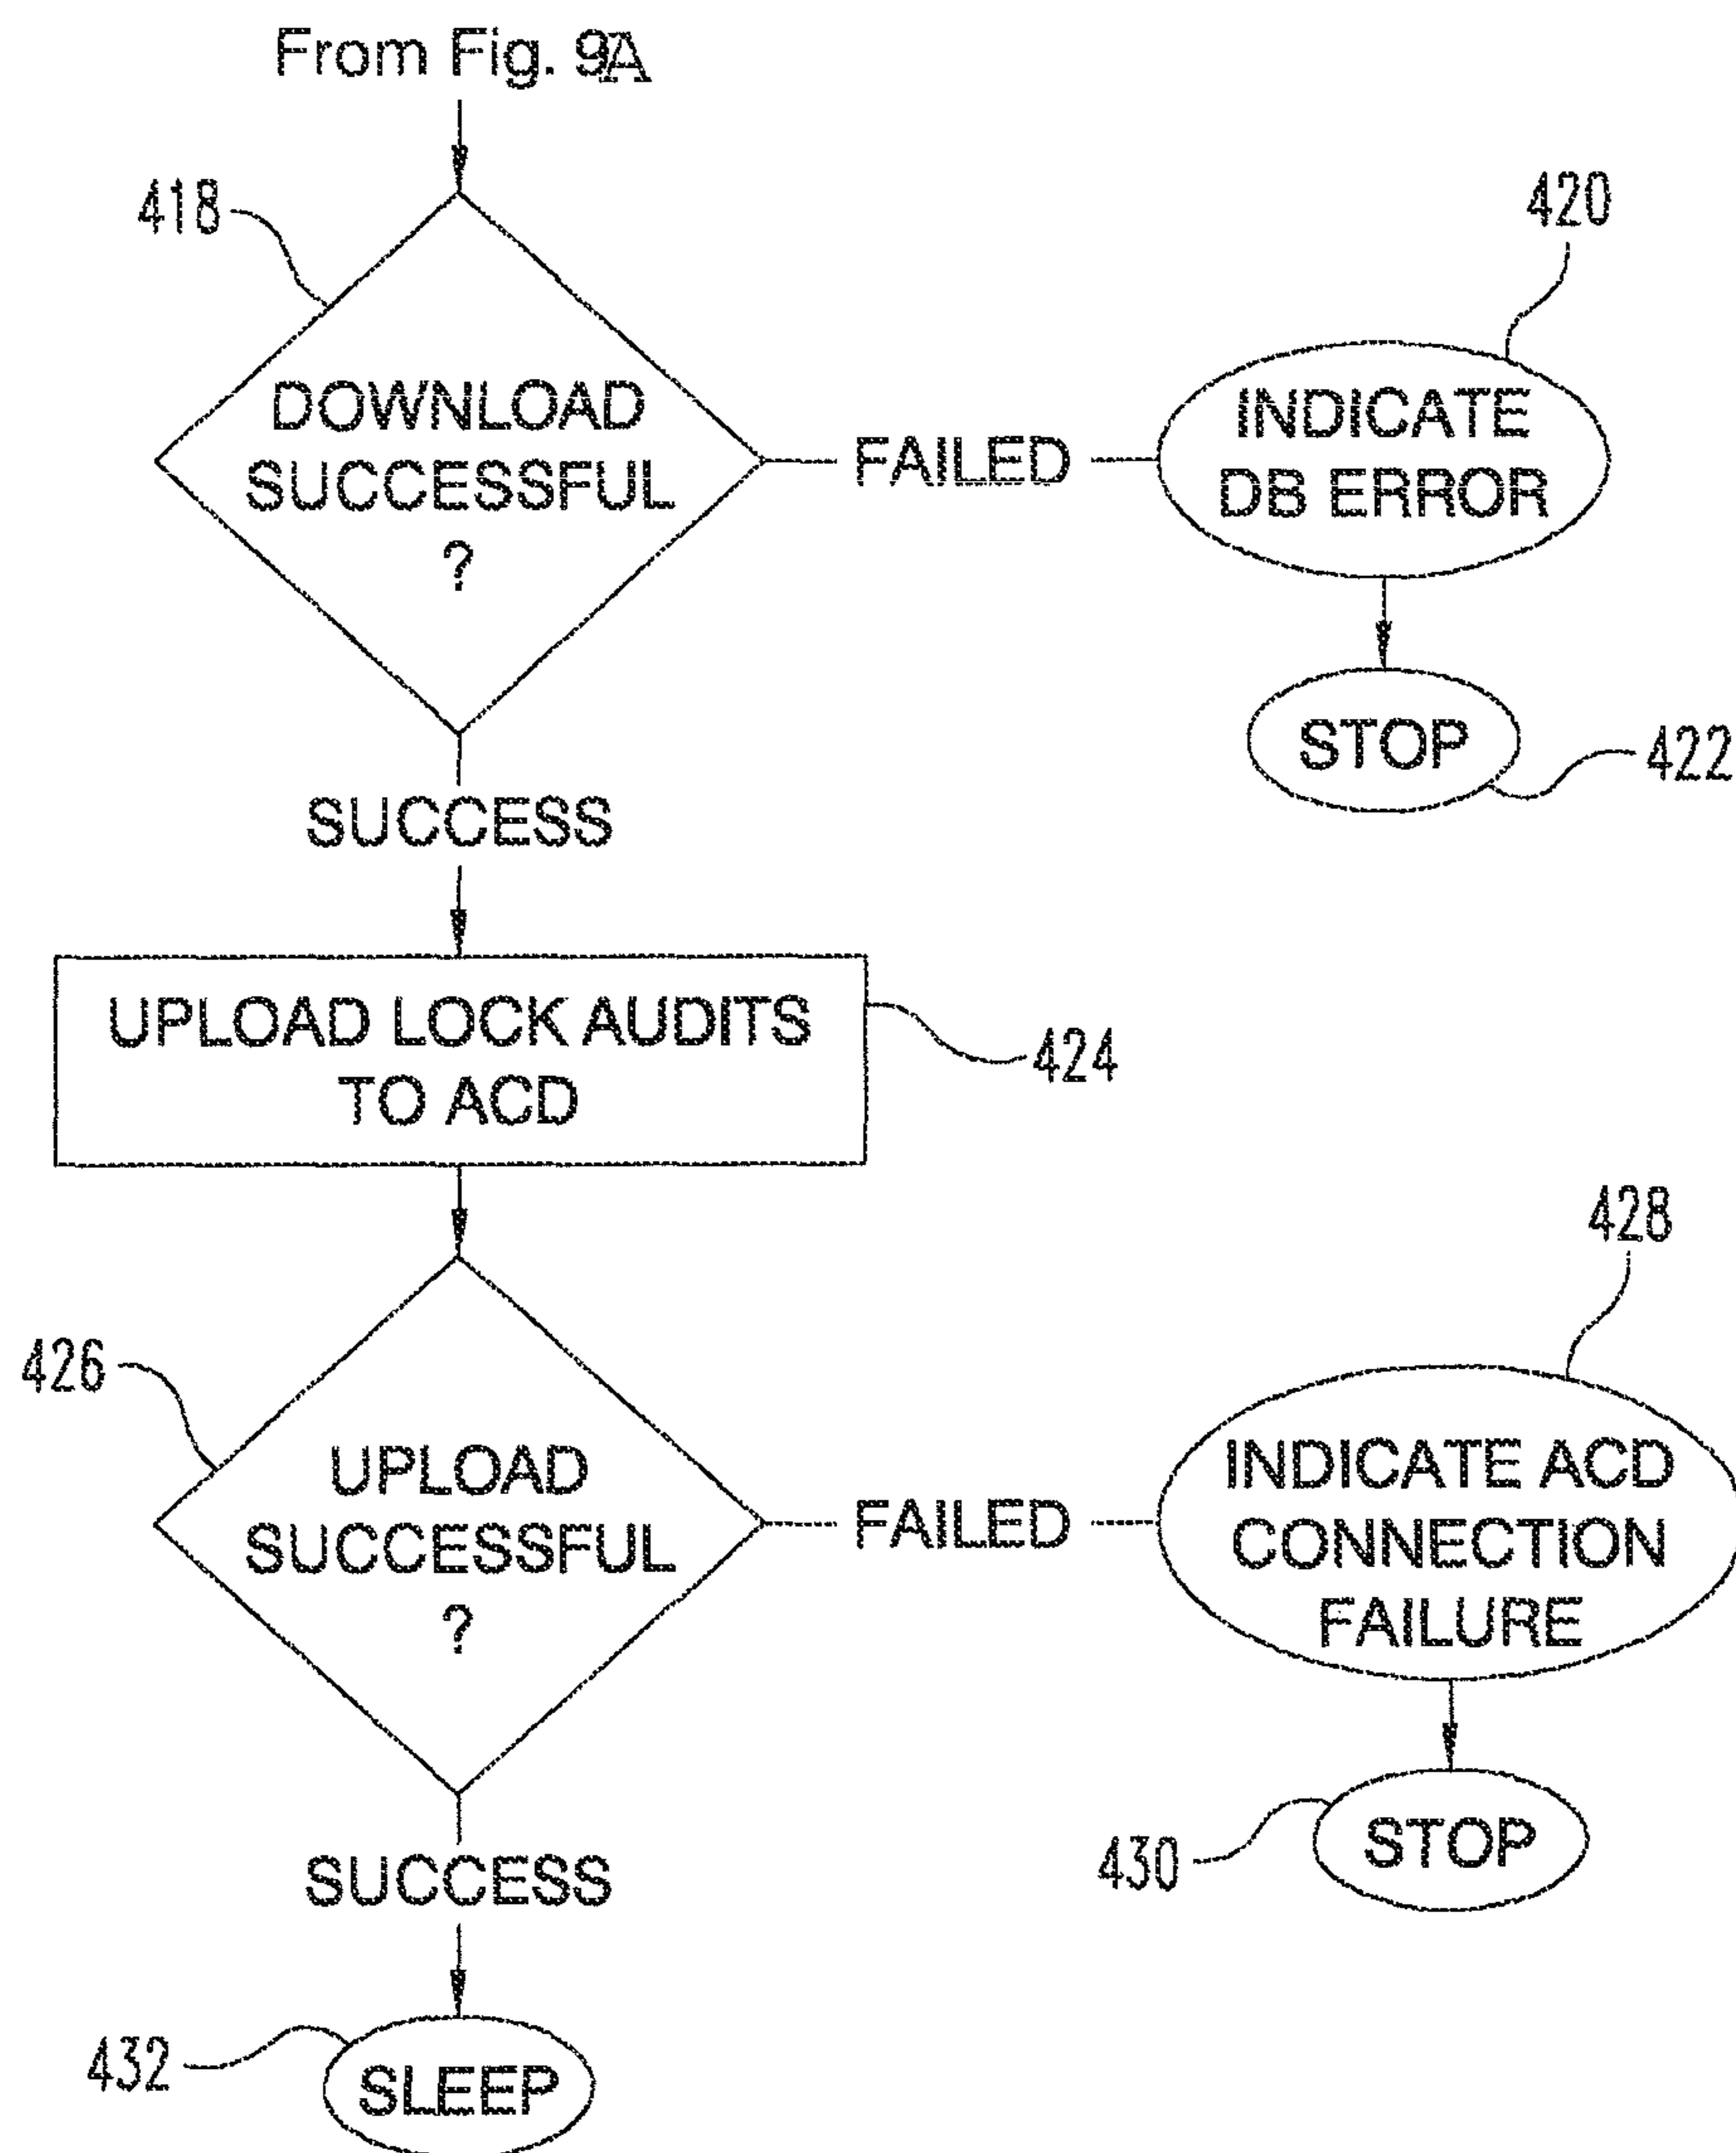 From Fig. 9A
418
DOWNLOAD
SUCCESSFUL
?
FAILED
420
INDICATE
DB ERROR
STOP
422
SUCCESS
UPLOAD LOCK AUDITS
TO ACD
424
426
UPLOAD
SUCCESSFUL
?
FAILED
428
INDICATE ACD
CONNECTION
FAILURE
430
STOP
SUCCESS
432
SLEEP